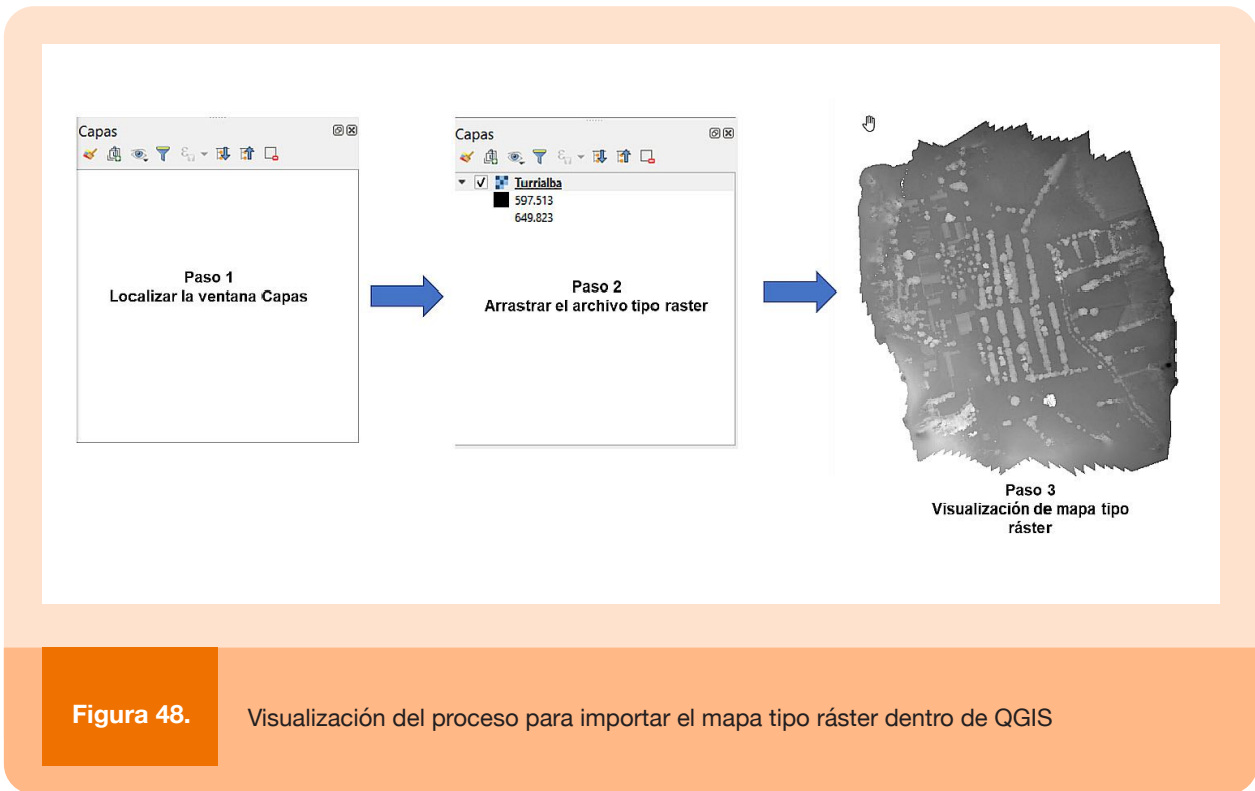 Capas
Paso 1
Localizar la ventana Capas
Capas
Turrialba
597.513
649.823
Paso 2
Arrastrar el archivo tipo raster
Paso 3
Visualización de mapa tipo
ráster
Figura 48.
Visualización del proceso para importar el mapa tipo ráster dentro de QGIS